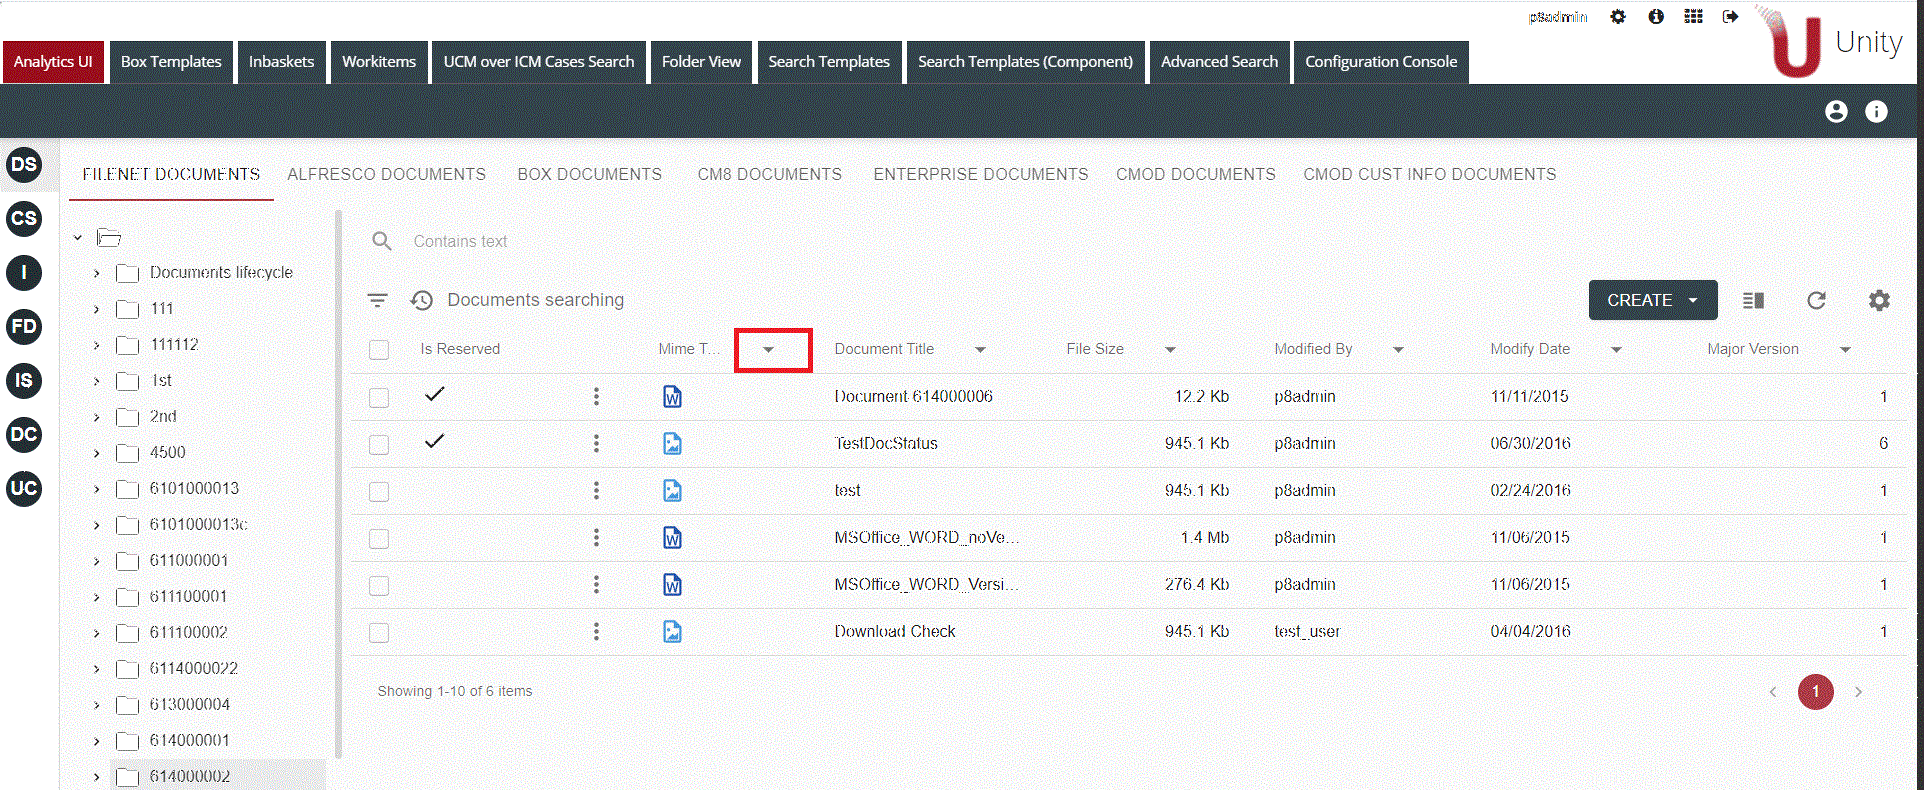 p8admin
Unity
Analytics UI
Box Templates
Inbaskets
Workitems
UCM over ICM Cases Search
Folder View
Search Templates
Search Templates (Component)
Advanced Search
Configuration Console
DS
CS
I
FD
IS
DC
UC
FILENET DOCUMENTS
ALFRESCO DOCUMENTS
BOX DOCUMENTS
CM8 DOCUMENTS
ENTERPRISE DOCUMENTS
CMOD DOCUMENTS
CMOD CUST INFO DOCUMENTS
Documents lifecycle
111
111112
1st
2nd
4500
6101000013
6101000013c
611000001
611100001
611100002
6114000022
613000004
614000001
614000002
Contains text
Documents searching
CREATE
Is Reserved Mime T... Document Title File Size Modified By Modify Date Major Version
Document 614000006 12.2 Kb p8admin 11/11/2015 1
TestDocStatus 945.1 Kb p8admin 06/30/2016 6
test 945.1 Kb p8admin 02/24/2016 1
MSOffice_WORD_noVe... 1.4 Mb p8admin 11/06/2015 1
MSOffice_WORD_Versi... 276.4 Kb p8admin 11/06/2015 1
Download Check 945.1 Kb test_user 04/04/2016 1
Showing 1-10 of 6 items
1